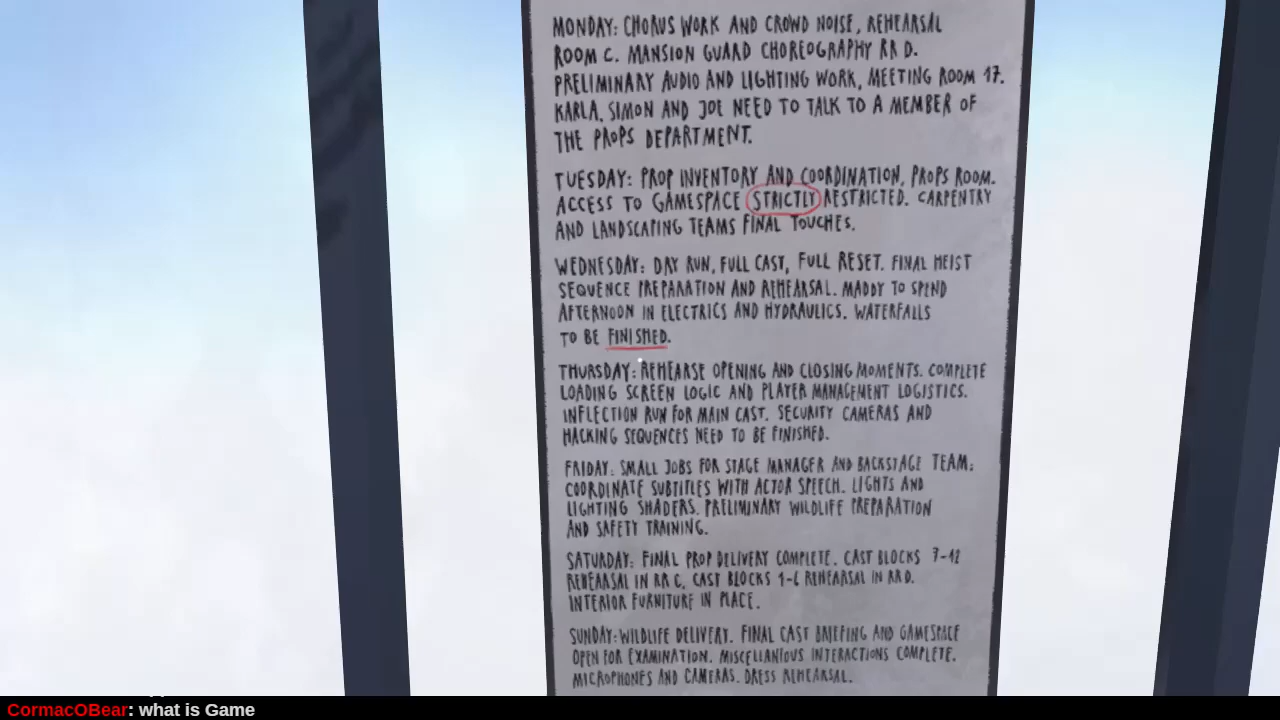 MONDAY: CHORUS WORK AND CROWD NOISE, REHEARSAL
ROOM C. MANSION GUARD CHOREOGRAPHY RR D.
PRELIMINARY AUDIO AND LIGHTING WORK, MEETING ROOM 17.
KARLA, SIMON AND JOE NEED TO TALK TO A MEMBER OF
THE PROPS DEPARTMENT.
TUESDAY: PROP INVENTORY AND COORDINATION, PROPS ROOM.
ACCESS TO GAMESPACE STRICTLY RESTRICTED. CARPENTRY
AND LANDSCAPING TEAMS FINAL TOUCHES.
WEDNESDAY: DRY RUN, FULL CAST, FULL RESET. FINAL HEIST
SEQUENCE PREPARATION AND REHEARSAL. MADDY TO SPEND
AFTERNOON IN ELECTRICS AND HYDRAULICS. WATERFALLS
TO BE FINISHED.
THURSDAY: REHEARSE OPENING AND CLOSING MOMENTS. COMPLETE
LOADING SCREEN LOGIC AND PLAYER MANAGEMENT LOGISTICS.
INFLECTION RUN FOR MAIN CAST. SECURITY CAMERAS AND
HACKING SEQUENCES NEED TO BE FINISHED.
FRIDAY: SMALL JOBS FOR STAGE MANAGER AND BACKSTAGE TEAM;
COORDINATE SUBTITLES WITH ACTOR SPEECH. LIGHTS AND
LIGHTING SHADERS. PRELIMINARY WILDLIFE PREPARATION
AND SAFETY TRAINING.
SATURDAY: FINAL PROP DELIVERY COMPLETE. CAST BLOCKS 7-12
REHEARSAL IN RR C, CAST BLOCKS 1-6 REHEARSAL IN RR D.
INTERIOR FURNITURE IN PLACE.
SUNDAY: WILDLIFE DELIVERY. FINAL CAST BRIEFING AND GAMESPACE
OPEN FOR EXAMINATION. MISCELLANIOUS INTERACTIONS COMPLETE.
MICROPHONES AND CAMERAS. DRESS REHEARSAL.
CormacOBear: what is Game